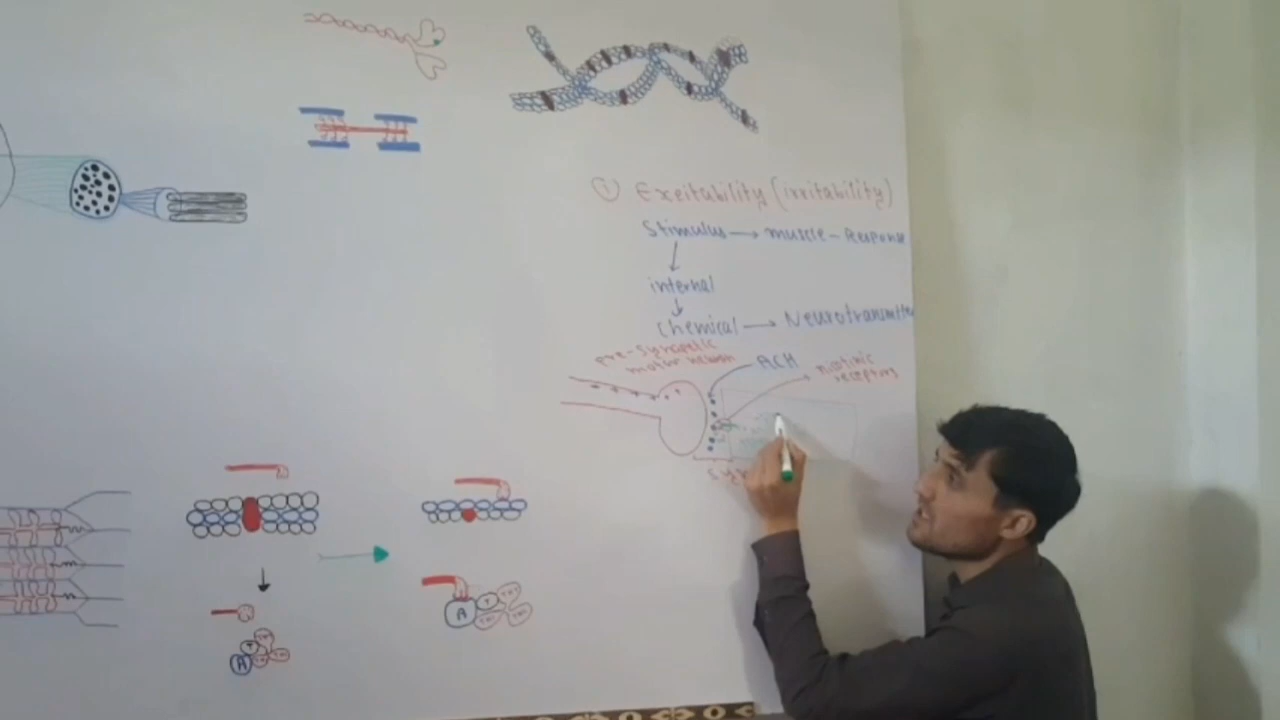 ① Excitability (irritability)
Stimulus → muscle - Response
internal
Chemical → Neurotransmitter
Pre-synaptic
motor neuron
ACH
nicotinic
receptors
A
T
A
T